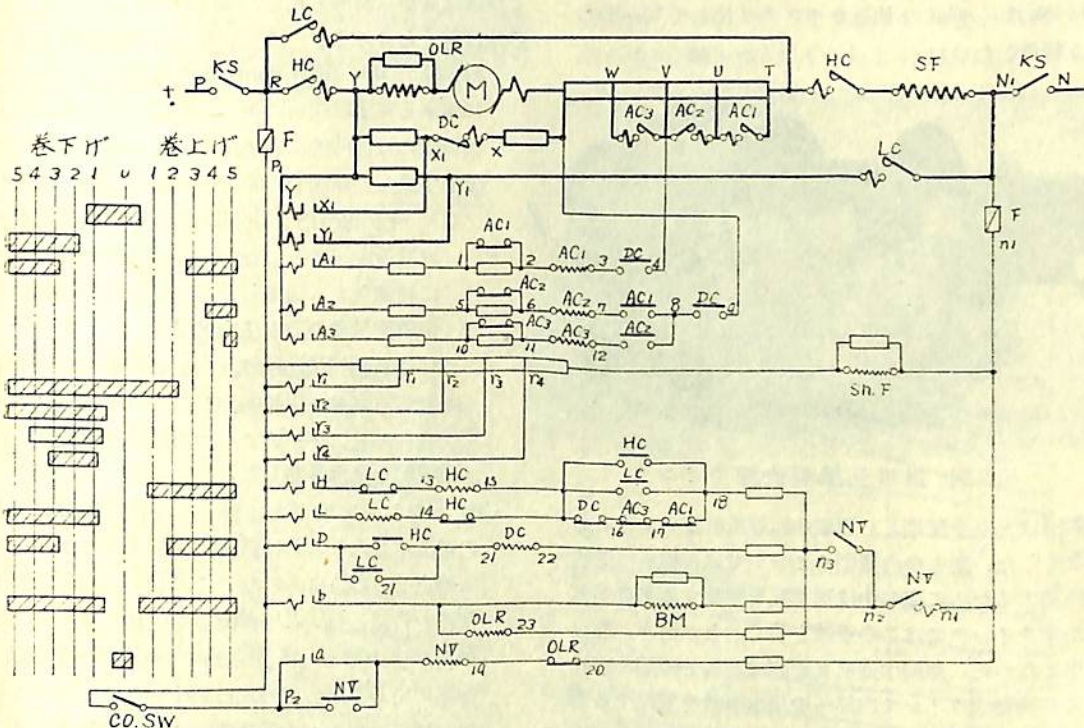 LC
OLR
W V U T
P KS R HC Y M AC3 AC2 AC1 HC S.F. N1 KS N
+
F DC
X1 X
LC
巻下げ 巻上げ
5 4 3 2 1 0 1 2 3 4 5
P1 Y Y1
X1 F
Y1 n1
AC1
A1 1 2 AC1 3 DC 4
AC2
A2 5 6 AC2 7 AC1 8 DC 9
AC3
A3 10 11 AC3 12 AC2
r1 r2 r3 r4
r1 Sh.F
r2
r3
r4
HC
H LC 13 HC 15 LC 18
L LC 14 HC DC 16 AC3 17 AC1
D HC 21 DC 22 n3 NV
LC 21
b BM n2 NV n1
OLR 23
a NV 19 OLR 20
P2 NV
CO.SW.